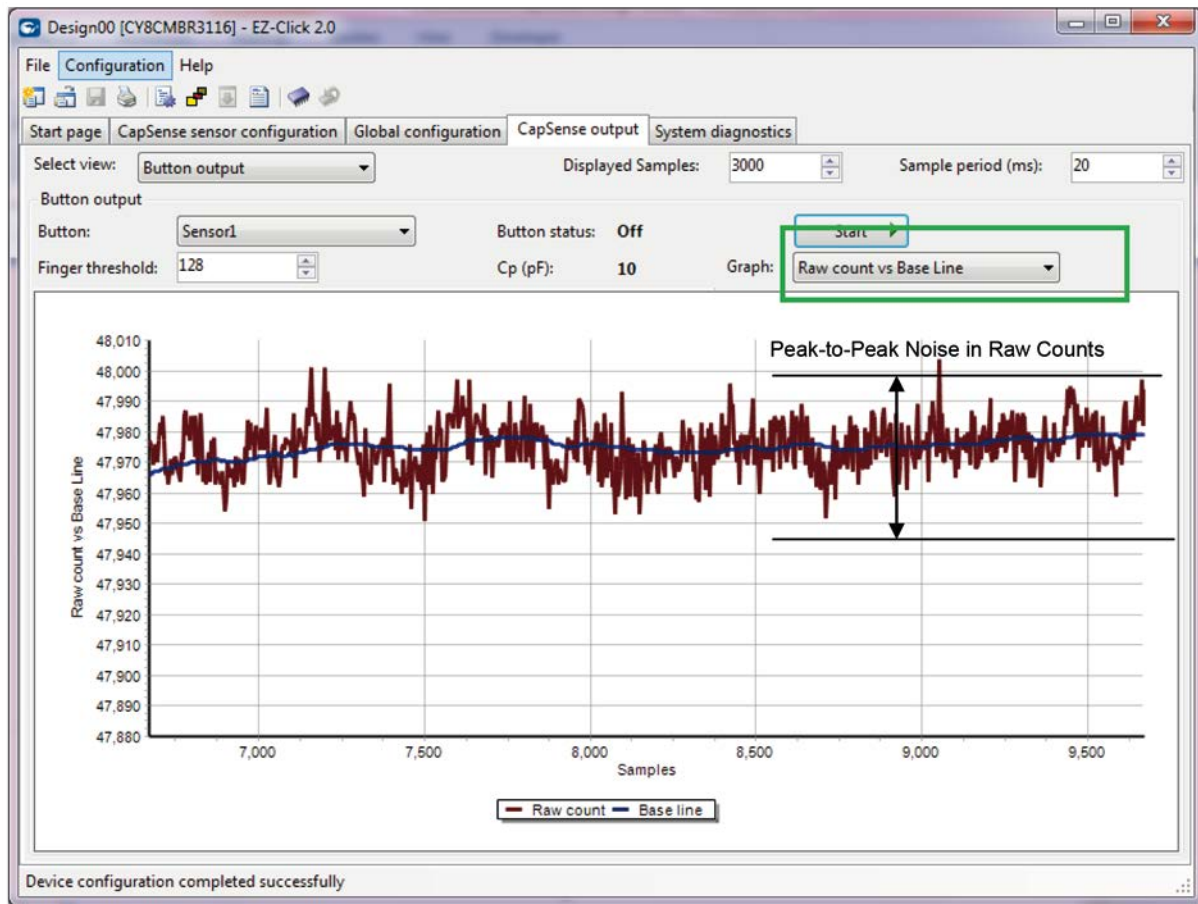 Design00 [CY8CMBR3116] - EZ-Click 2.0
File Configuration Help
Start page CapSense sensor configuration Global configuration CapSense output System diagnostics
Select view: Button output Displayed Samples: 3000 Sample period (ms): 20
Button output
Button: Sensor1 Button status: Off Start
Finger threshold: 128 Cp (pF): 10 Graph: Raw count vs Base Line
Peak-to-Peak Noise in Raw Counts
48,010
48,000
47,990
47,980
47,970
47,960
47,950
47,940
47,930
47,920
47,910
47,900
47,890
47,880
Raw count vs Base Line
7,000 7,500 8,000 8,500 9,000 9,500
Samples
Raw count Base line
Device configuration completed successfully